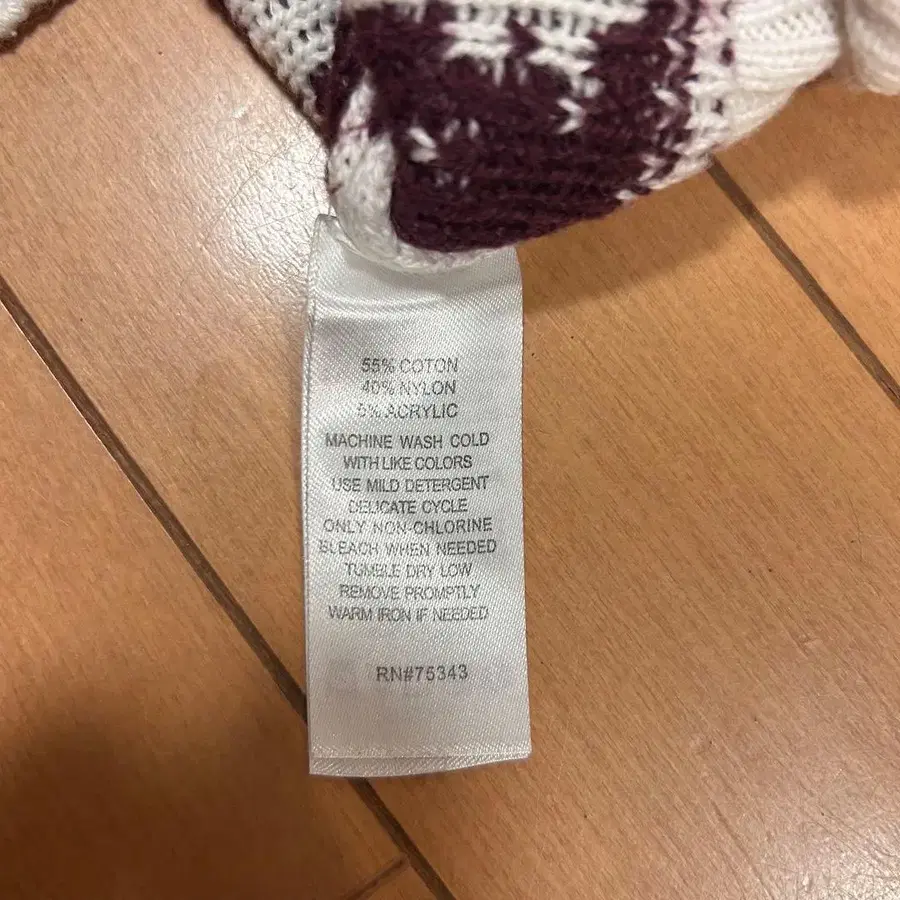 55% COTON
40% NYLON
5% ACRYLIC
MACHINE WASH COLD
WITH LIKE COLORS
USE MILD DETERGENT
DELICATE CYCLE
ONLY NON-CHLORINE
BLEACH WHEN NEEDED
TUMBLE DRY LOW
REMOVE PROMPTLY
WARM IRON IF NEEDED
RN#75343